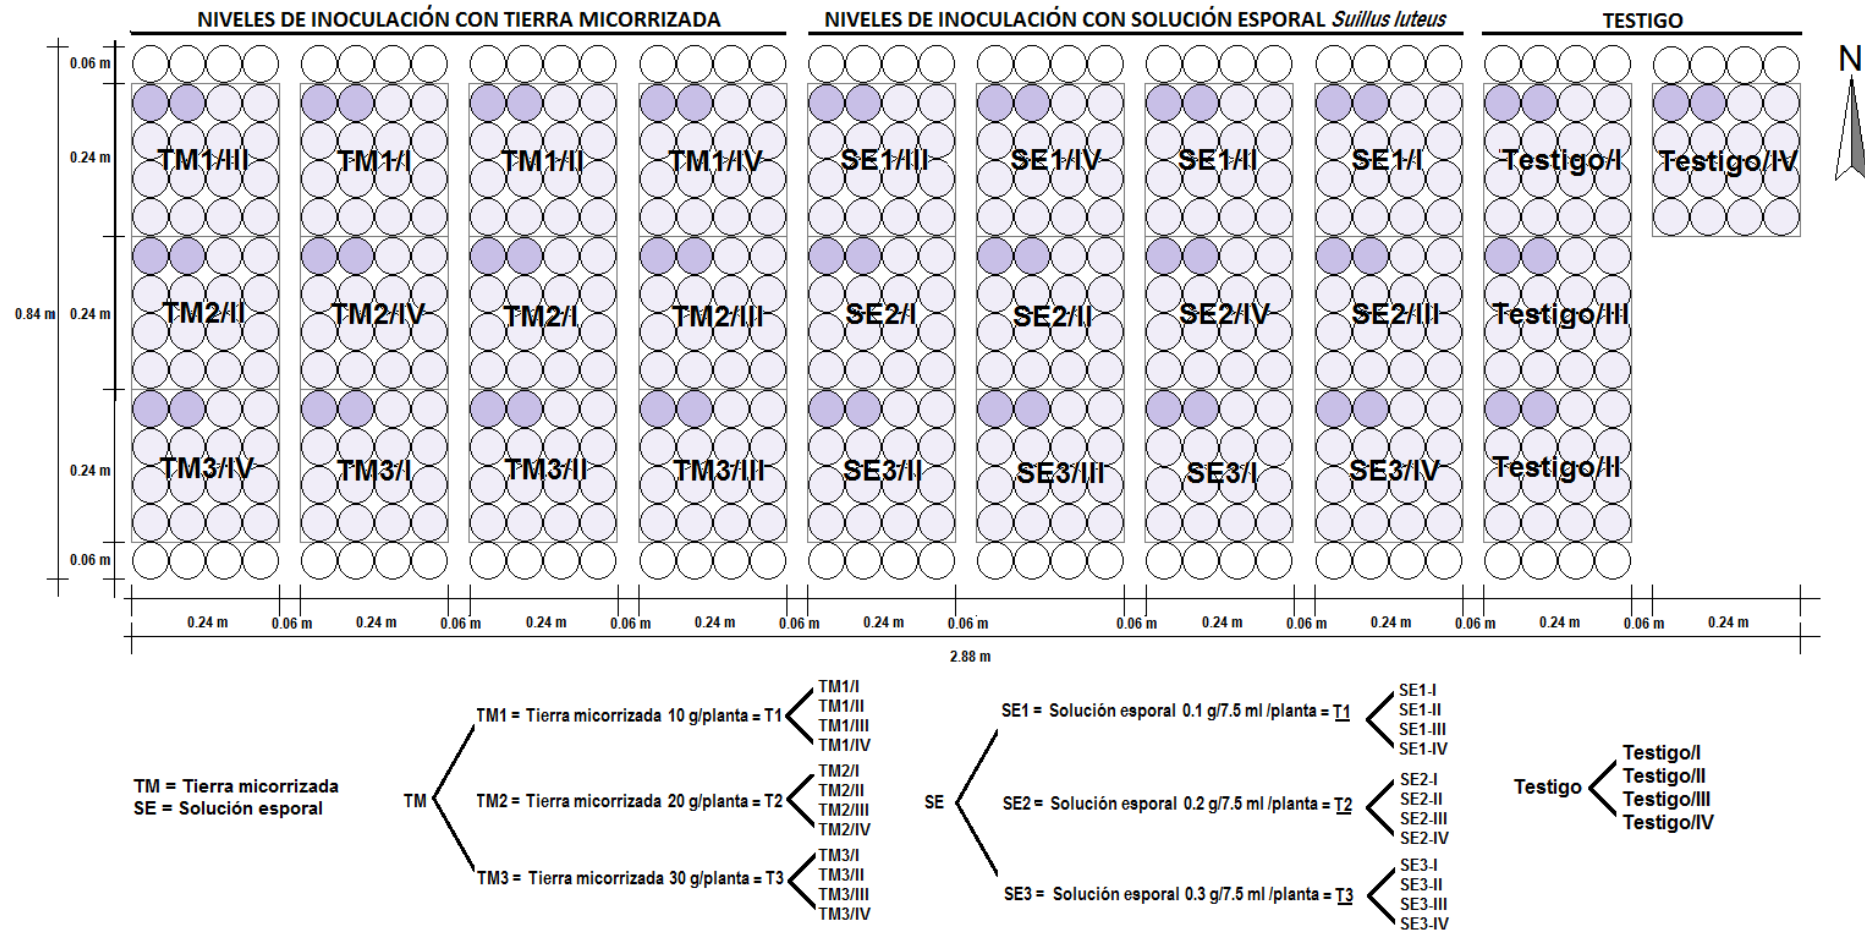 NIVELES DE INOCULACIÓN CON TIERRA MICORRIZADA
NIVELES DE INOCULACIÓN CON SOLUCIÓN ESPORAL Suillus luteus
TESTIGO
N
0.06 m
0.24 m
TM1/III
TM1/I
TM1/II
TM1/IV
SE1/III
SE1/IV
SE1/II
SE1/I
Testigo/I
Testigo/IV
0.84 m
0.24 m
TM2/II
TM2/IV
TM2/I
TM2/III
SE2/I
SE2/II
SE2/IV
SE2/III
Testigo/III
0.24 m
TM3/IV
TM3/I
TM3/II
TM3/III
SE3/II
SE3/III
SE3/I
SE3/IV
Testigo/II
0.06 m
0.24 m
0.06 m
0.24 m
0.06 m
0.24 m
0.06 m
0.24 m
0.06 m
0.24 m
0.06 m
0.06 m
0.24 m
0.06 m
0.24 m
0.06 m
0.24 m
0.06 m
0.24 m
2.88 m
TM = Tierra micorrizada
SE = Solución esporal
TM
TM1 = Tierra micorrizada 10 g/planta = T1
TM1/I
TM1/II
TM1/III
TM1/IV
TM2 = Tierra micorrizada 20 g/planta = T2
TM2/I
TM2/II
TM2/III
TM2/IV
TM3 = Tierra micorrizada 30 g/planta = T3
TM3/I
TM3/II
TM3/III
TM3/IV
SE
SE1 = Solución esporal 0.1 g/7.5 ml /planta = T1
SE1-I
SE1-II
SE1-III
SE1-IV
SE2 = Solución esporal 0.2 g/7.5 ml /planta = T2
SE2-I
SE2-II
SE2-III
SE2-IV
SE3 = Solución esporal 0.3 g/7.5 ml /planta = T3
SE3-I
SE3-II
SE3-III
SE3-IV
Testigo
Testigo/I
Testigo/II
Testigo/III
Testigo/IV